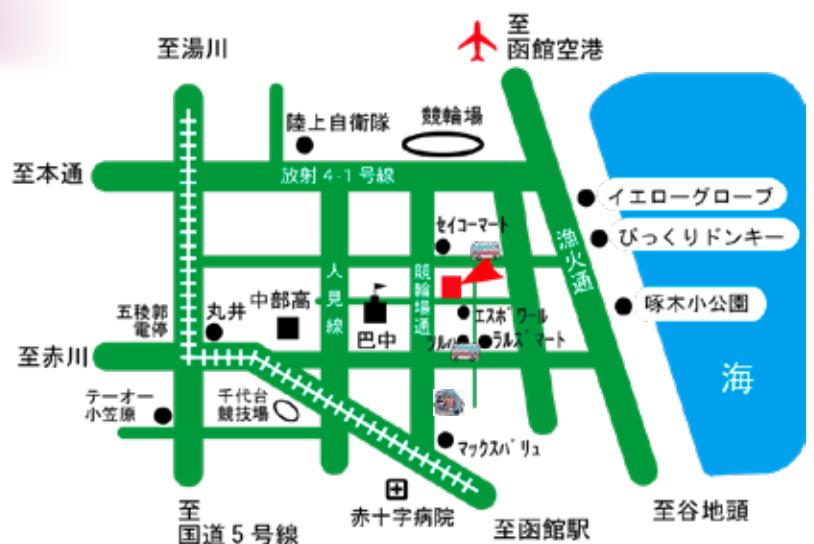 至湯川
至
函館空港
陸上自衛隊
競輪場
至本通
放射4-1号線
イエローグローブ
セイコーマート
びっくりドンキー
漁火通
人見線
競輪場通
五稜郭
電停
丸井
中部高
巴中
エスポワール
啄木小公園
ツルハ
ラルズマート
至赤川
海
テーオー
小笠原
千代台
競技場
マックスバリュ
赤十字病院
至
国道5号線
至函館駅
至谷地頭